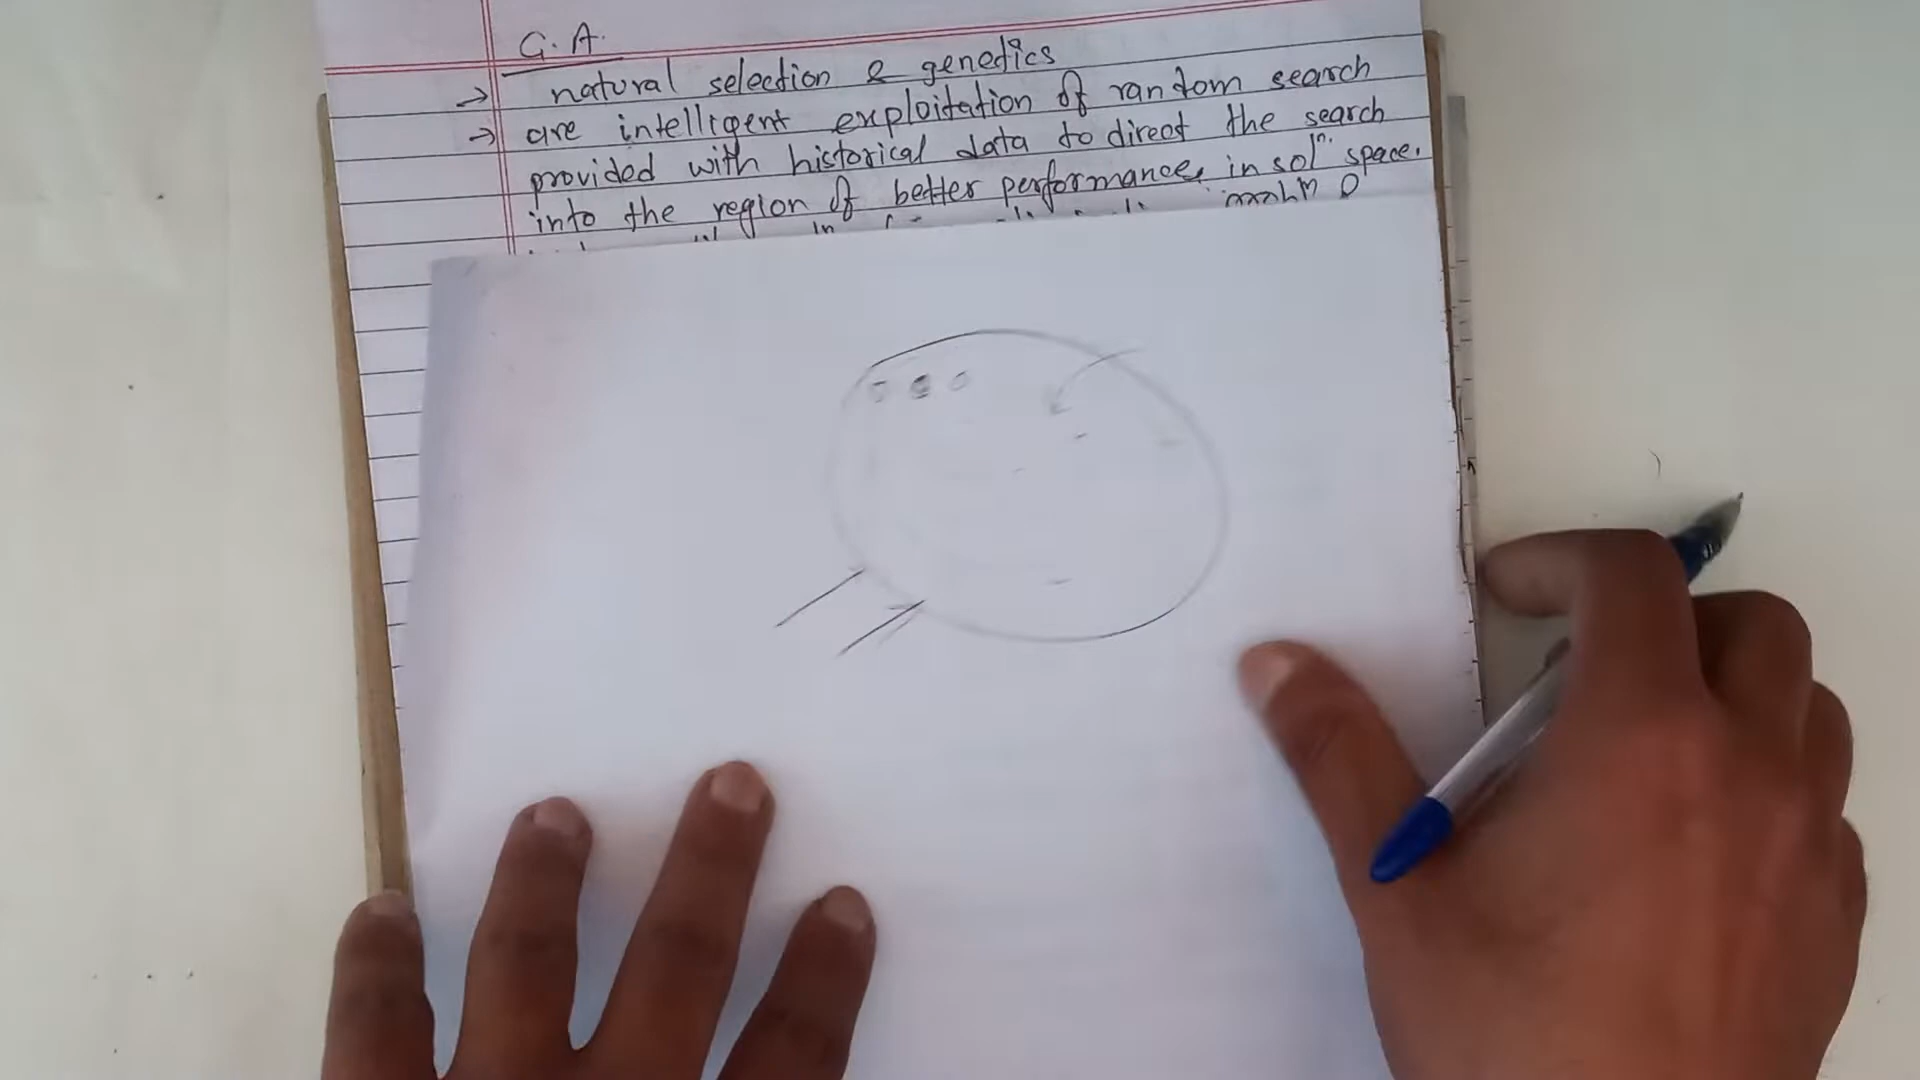 G. A.
→ natural selection & genetics
→ are intelligent exploitation of random search
provided with historical data to direct the search
into the region of better performance, in solⁿ. space.